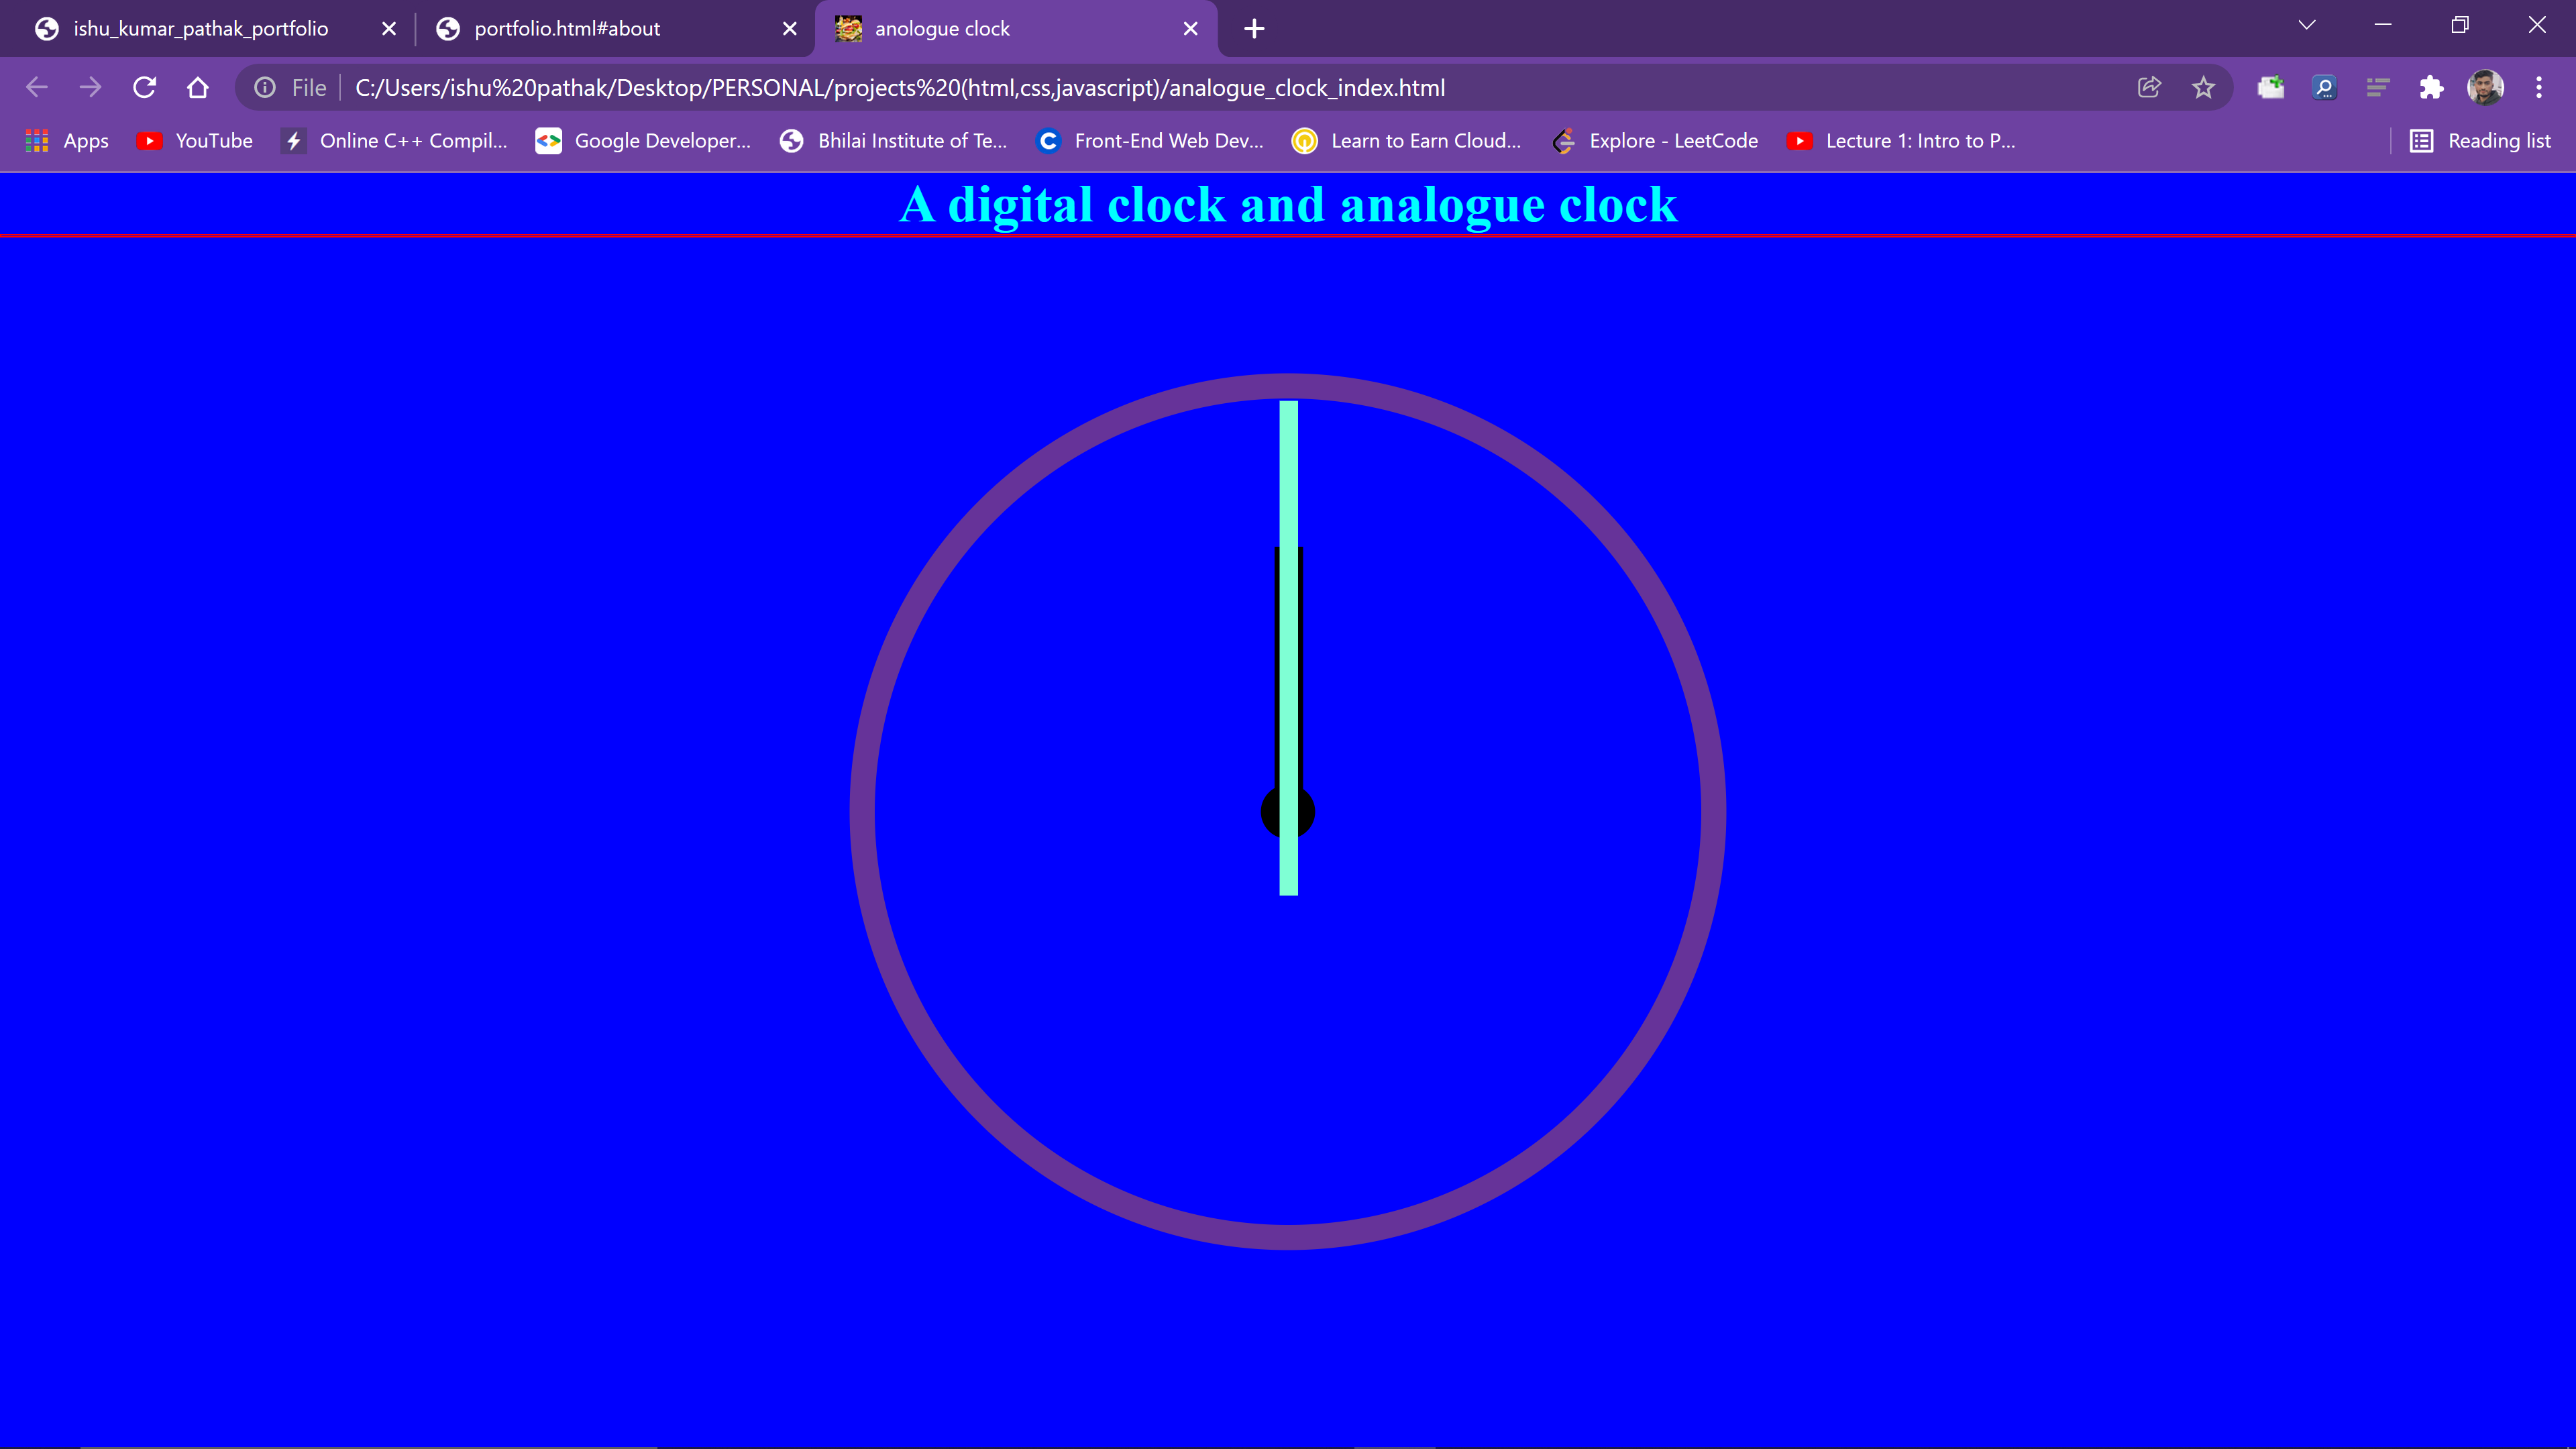 ishu_kumar_pathak_portfolio
portfolio.html#about
anologue clock
File
C:/Users/ishu%20pathak/Desktop/PERSONAL/projects%20(html,css,javascript)/analogue_clock_index.html
Apps
YouTube
Online C++ Compil...
Google Developer...
Bhilai Institute of Te...
Front-End Web Dev...
Learn to Earn Cloud...
Explore - LeetCode
Lecture 1: Intro to P...
Reading list
A digital clock and analogue clock